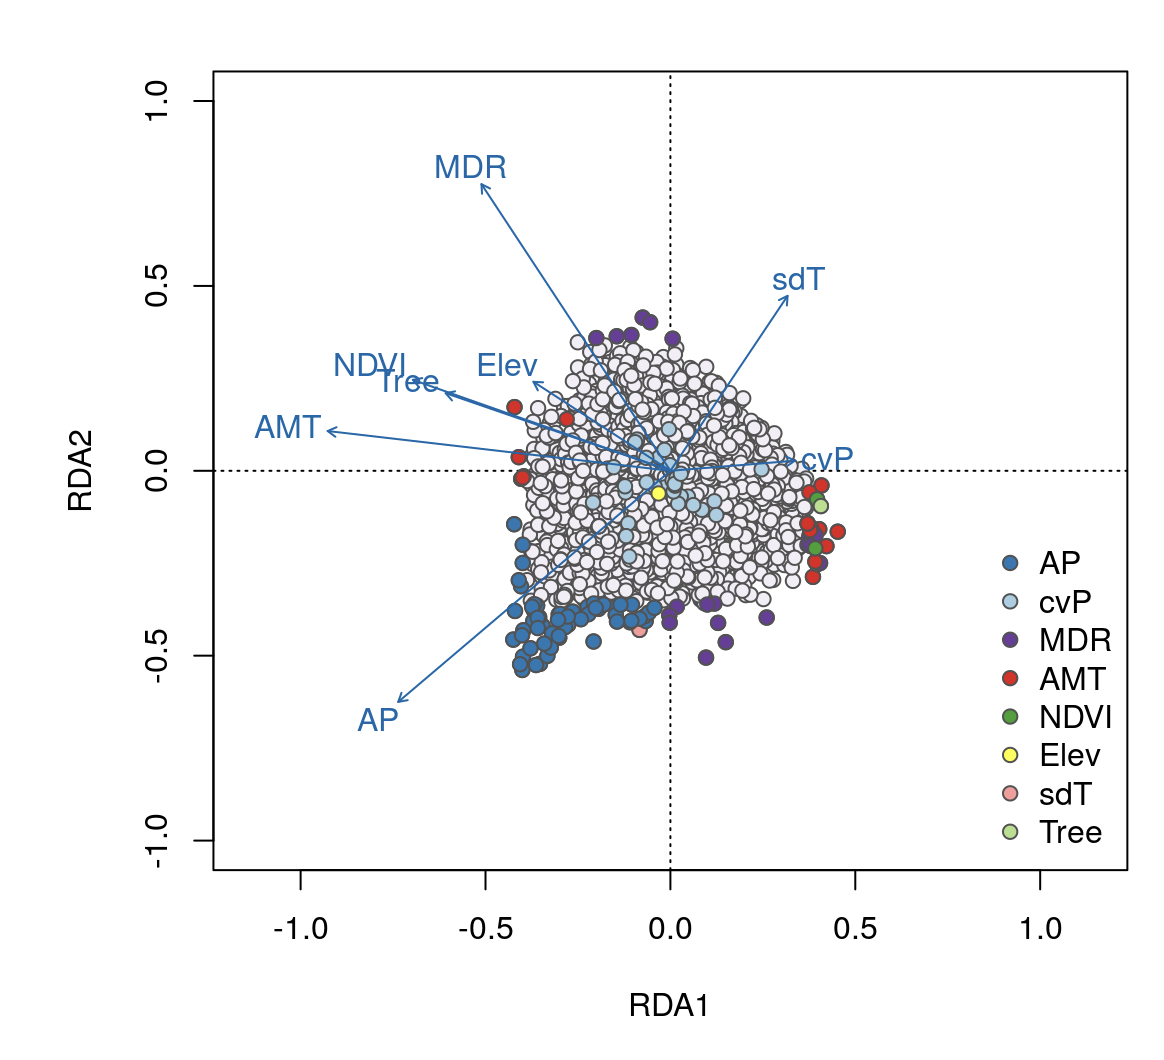 1.0
0.5
0.0
-0.5
-1.0
RDA2
MDR
sdT
NDVI
Tree
Elev
AMT
cvP
AP
AP
cvP
MDR
AMT
NDVI
Elev
sdT
Tree
-1.0 -0.5 0.0 0.5 1.0
RDA1